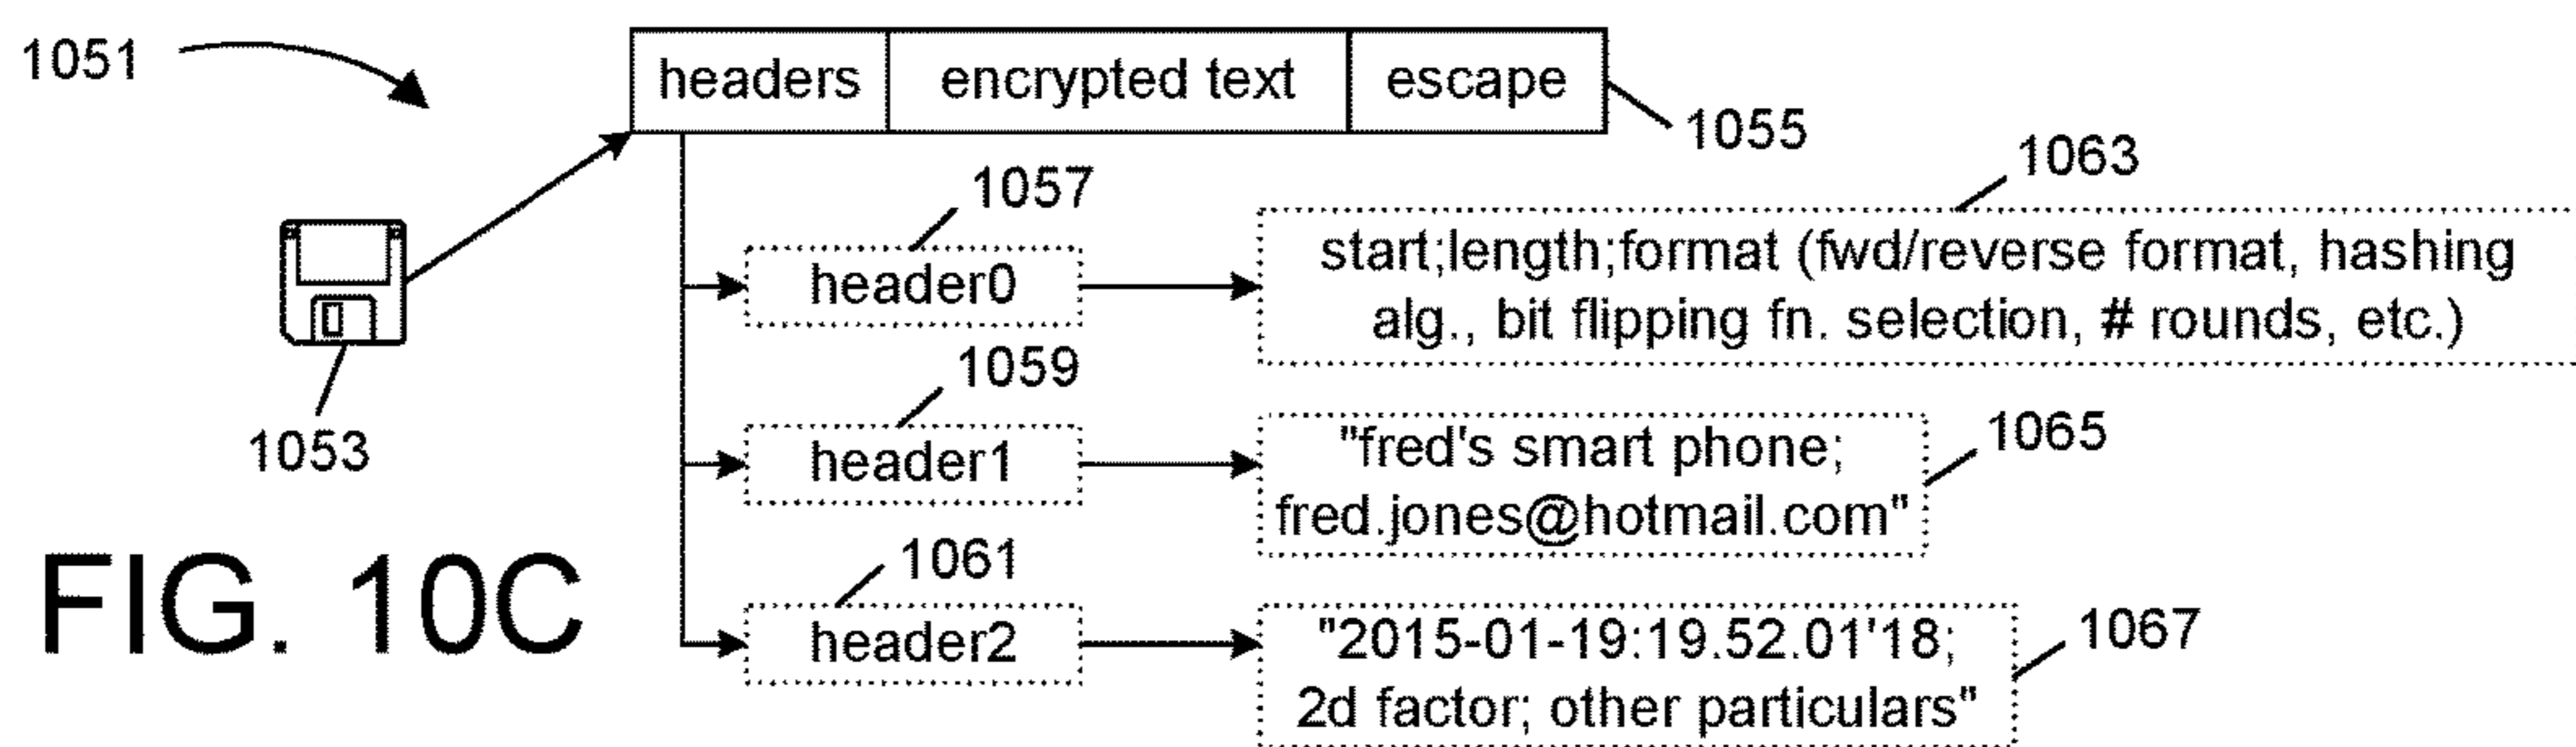 1051
headers encrypted text escape
1055
1057
1063
header0
start;length;format (fwd/reverse format, hashing
alg., bit flipping fn. selection, # rounds, etc.)
1053
1059
header1
"fred's smart phone;
fred.jones@hotmail.com"
1065
1061
header2
"2015-01-19:19.52.01'18;
2d factor; other particulars"
1067
FIG. 10C